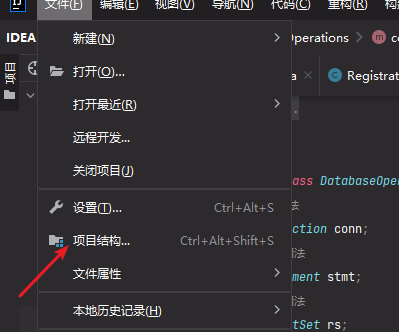 文件(F) 编辑(E) 视图(V) 导航(N) 代码(C) 重构(R)
IDEA
Operations
新建(N)
打开(O)...
Registrat
打开最近(R)
远程开发...
关闭项目(J)
项目
设置(T)... Ctrl+Alt+S
项目结构... Ctrl+Alt+Shift+S
文件属性
本地历史记录(H)
ass DatabaseOper
法
ction conn;
法
ment stmt;
法
tSet rs;